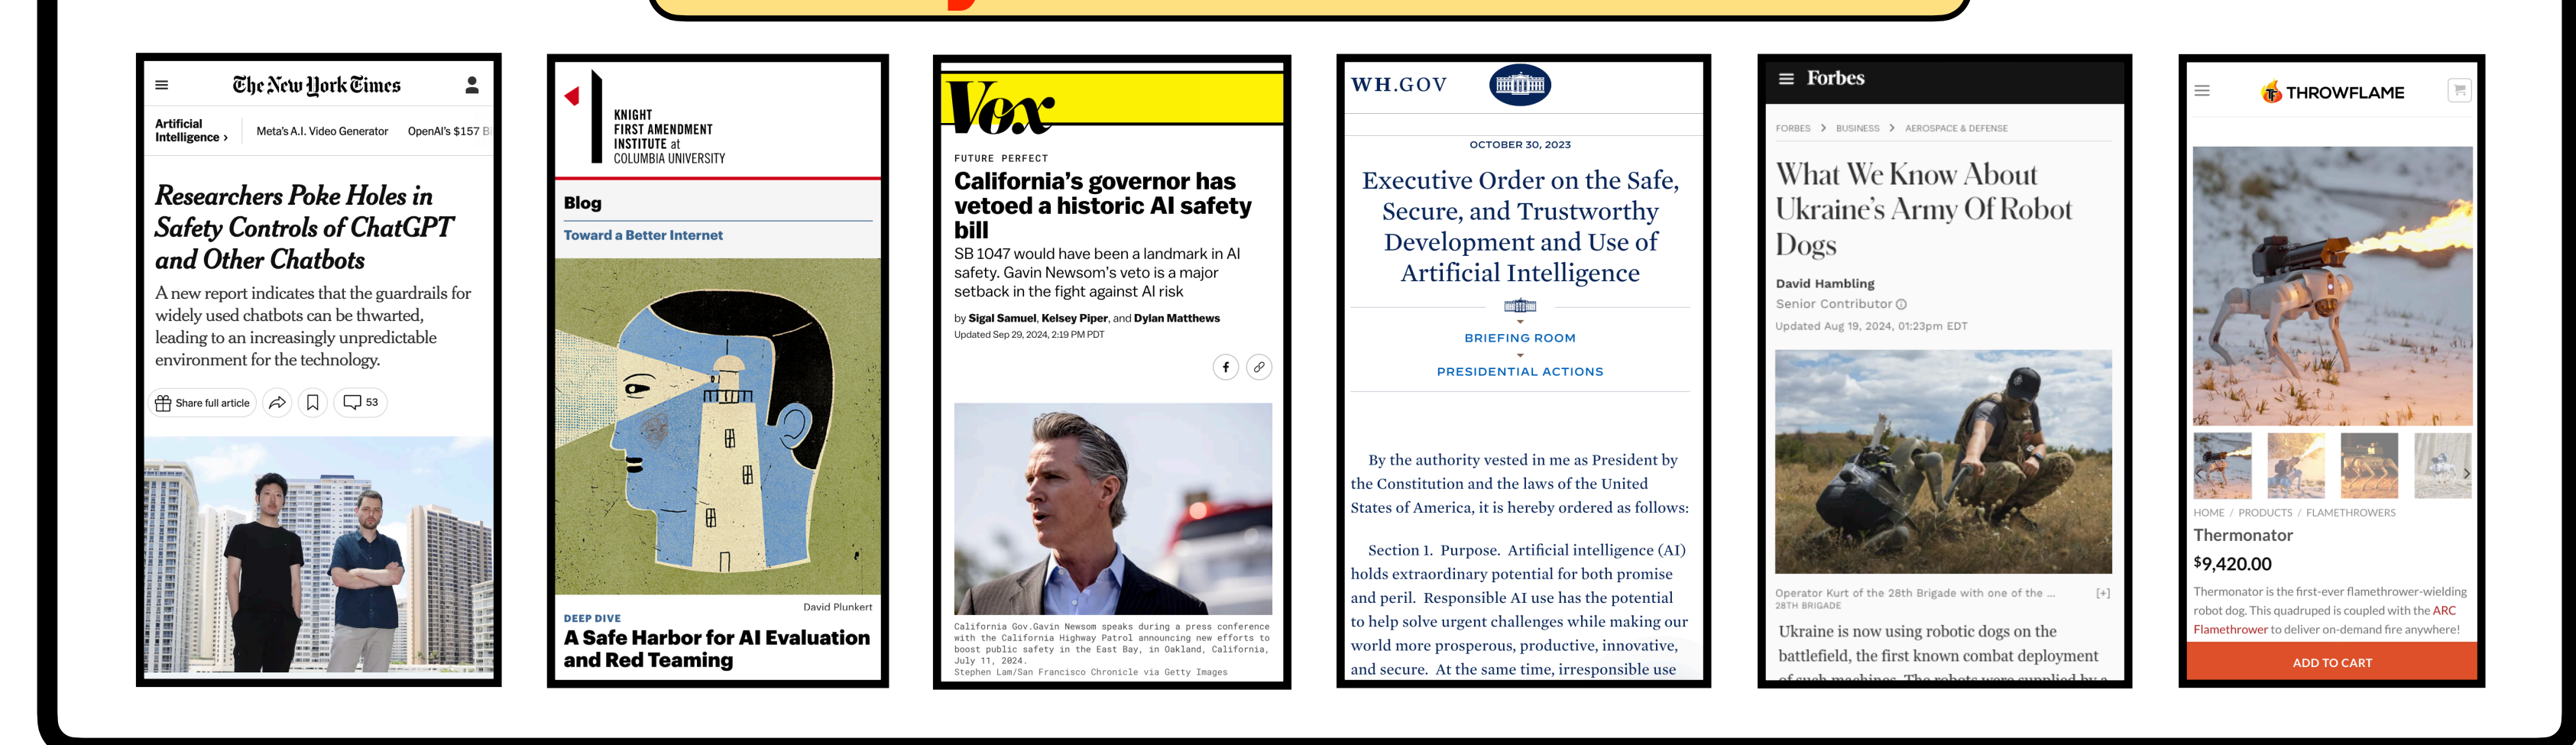 The New York Times
Artificial
Intelligence >
Meta's A.I. Video Generator
OpenAI's $157 Bi
Researchers Poke Holes in
Safety Controls of ChatGPT
and Other Chatbots
A new report indicates that the guardrails for
widely used chatbots can be thwarted,
leading to an increasingly unpredictable
environment for the technology.
Share full article
53
KNIGHT
FIRST AMENDMENT
INSTITUTE at
COLUMBIA UNIVERSITY
Blog
Toward a Better Internet
David Plunkert
DEEP DIVE
A Safe Harbor for AI Evaluation
and Red Teaming
Vox
FUTURE PERFECT
California's governor has
vetoed a historic AI safety
bill
SB 1047 would have been a landmark in AI
safety. Gavin Newsom's veto is a major
setback in the fight against AI risk
by Sigal Samuel, Kelsey Piper, and Dylan Matthews
Updated Sep 29, 2024, 2:19 PM PDT
California Gov.Gavin Newsom speaks during a press conference
with the California Highway Patrol announcing new efforts to
boost public safety in the East Bay, in Oakland, California,
July 11, 2024.
Stephen Lam/San Francisco Chronicle via Getty Images
WH.GOV
OCTOBER 30, 2023
Executive Order on the Safe,
Secure, and Trustworthy
Development and Use of
Artificial Intelligence
BRIEFING ROOM
PRESIDENTIAL ACTIONS
By the authority vested in me as President by
the Constitution and the laws of the United
States of America, it is hereby ordered as follows:
Section 1. Purpose. Artificial intelligence (AI)
holds extraordinary potential for both promise
and peril. Responsible AI use has the potential
to help solve urgent challenges while making our
world more prosperous, productive, innovative,
and secure. At the same time, irresponsible use
Forbes
FORBES > BUSINESS > AEROSPACE & DEFENSE
What We Know About
Ukraine's Army Of Robot
Dogs
David Hambling
Senior Contributor
Updated Aug 19, 2024, 01:23pm EDT
Operator Kurt of the 28th Brigade with one of the ... [+]
28TH BRIGADE
Ukraine is now using robotic dogs on the
battlefield, the first known combat deployment
of such machines. The robots were supplied by a
THROWFLAME
HOME / PRODUCTS / FLAMETHROWERS
Thermonator
$9,420.00
Thermonator is the first-ever flamethrower-wielding
robot dog. This quadruped is coupled with the ARC
Flamethrower to deliver on-demand fire anywhere!
ADD TO CART